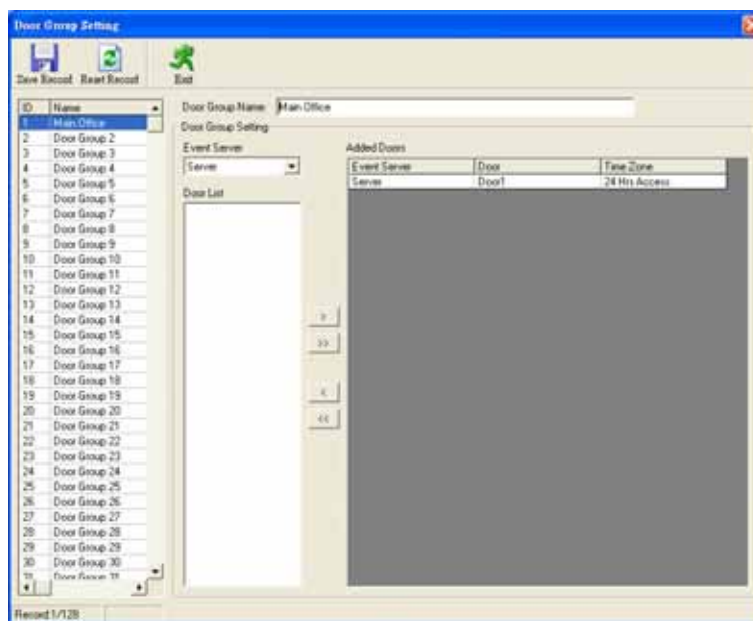 Door Group Setting
Save Record Reset Record Exit
ID Name
1 Main Office
2 Door Group 2
3 Door Group 3
4 Door Group 4
5 Door Group 5
6 Door Group 6
7 Door Group 7
8 Door Group 8
9 Door Group 9
10 Door Group 10
11 Door Group 11
12 Door Group 12
13 Door Group 13
14 Door Group 14
15 Door Group 15
16 Door Group 16
17 Door Group 17
18 Door Group 18
19 Door Group 19
20 Door Group 20
21 Door Group 21
22 Door Group 22
23 Door Group 23
24 Door Group 24
25 Door Group 25
26 Door Group 26
27 Door Group 27
28 Door Group 28
29 Door Group 29
30 Door Group 30
31 Door Group 31
Record:1/128
Door Group Name Main Office
Door Group Setting
Event Server
Server
Door List
>
>>
<
<<
Added Doors
Event Server Door Time Zone
Server Door1 24 Hrs Access